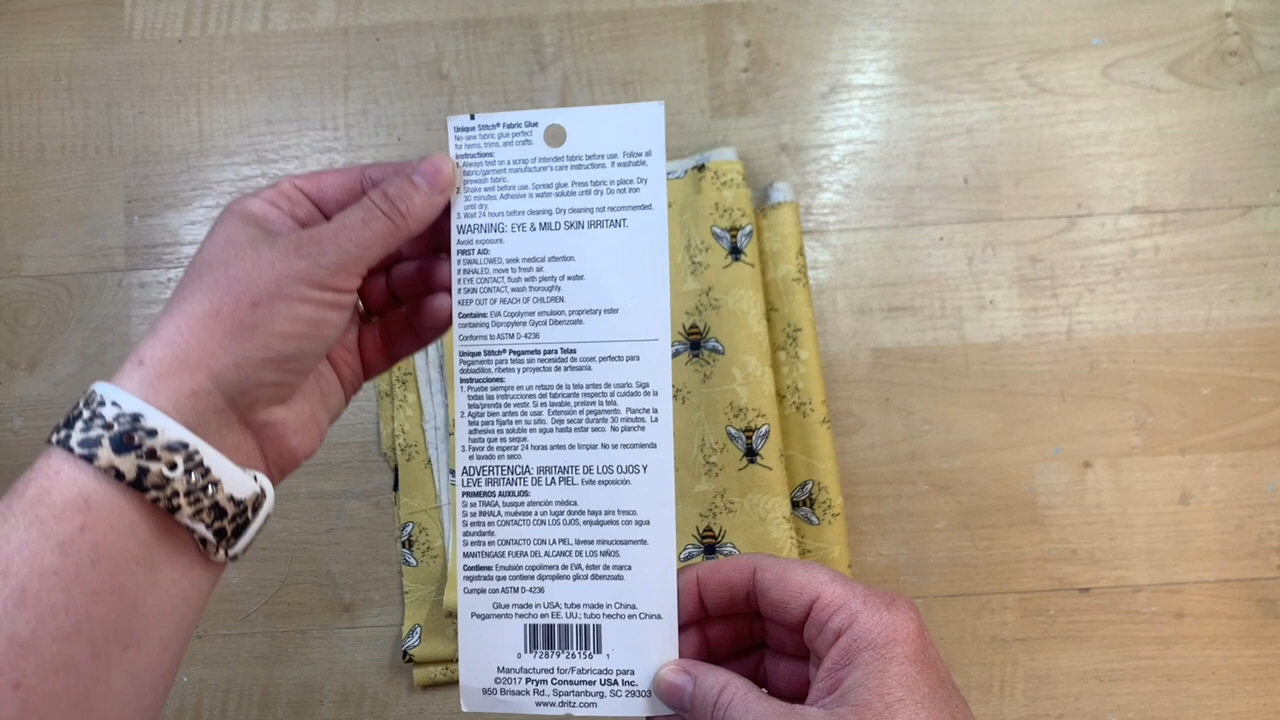 Unique Stitch® Fabric Glue
No-sew fabric glue perfect
for hems, trims, and crafts.
Instructions:
1. Always test on a scrap of intended fabric before use. Follow all
fabric/garment manufacturer's care instructions. If washable,
prewash fabric.
2. Shake well before use. Spread glue. Press fabric in place. Dry
30 minutes. Adhesive is water-soluble until dry. Do not iron
until dry.
3. Wait 24 hours before cleaning. Dry cleaning not recommended.
WARNING: EYE & MILD SKIN IRRITANT.
Avoid exposure.
FIRST AID:
If SWALLOWED, seek medical attention.
If INHALED, move to fresh air.
If EYE CONTACT, flush with plenty of water.
If SKIN CONTACT, wash thoroughly.
KEEP OUT OF REACH OF CHILDREN.
Contains: EVA Copolymer emulsion, proprietary ester
containing Dipropylene Glycol Dibenzoate.
Conforms to ASTM D-4236
Unique Stitch® Pegameto para Telas
Pegamento para telas sin necesidad de coser, perfecto para
dobladillos, ribetes y proyectos de artesanía.
Instrucciones:
1. Pruebe siempre en un retazo de la tela antes de usarlo. Siga
todas las instrucciones del fabricante respecto al cuidado de la
tela/prenda de vestir. Si es lavable, prelave la tela.
2. Agitar bien antes de usar. Extensión el pegamento. Planche la
tela para fijarla en su sitio. Deje secar durante 30 minutos. La
adhesiva es soluble en agua hasta estar seco. No planche
hasta que es seque.
3. Favor de esperar 24 horas antes de limpiar. No se recomienda
el lavado en seco.
ADVERTENCIA: IRRITANTE DE LOS OJOS Y
LEVE IRRITANTE DE LA PIEL. Evite exposición.
PRIMEROS AUXILIOS:
Si se TRAGA, busque atención médica.
Si se INHALA, muévase a un lugar donde haya aire fresco.
Si entra en CONTACTO CON LOS OJOS, enjuáguelos con agua
abundante.
Si entra en CONTACTO CON LA PIEL, lávese minuciosamente.
MANTÉNGASE FUERA DEL ALCANCE DE LOS NIÑOS.
Contiene: Emulsión copolímera de EVA, éster de marca
registrada que contiene dipropileno glicol dibenzoato.
Cumple con ASTM D-4236
Glue made in USA; tube made in China.
Pegamento hecho en EE. UU.; tubo hecho en China.
0 72879 26156 1
Manufactured for/Fabricado para
©2017 Prym Consumer USA Inc.
950 Brisack Rd., Spartanburg, SC 29303
www.dritz.com